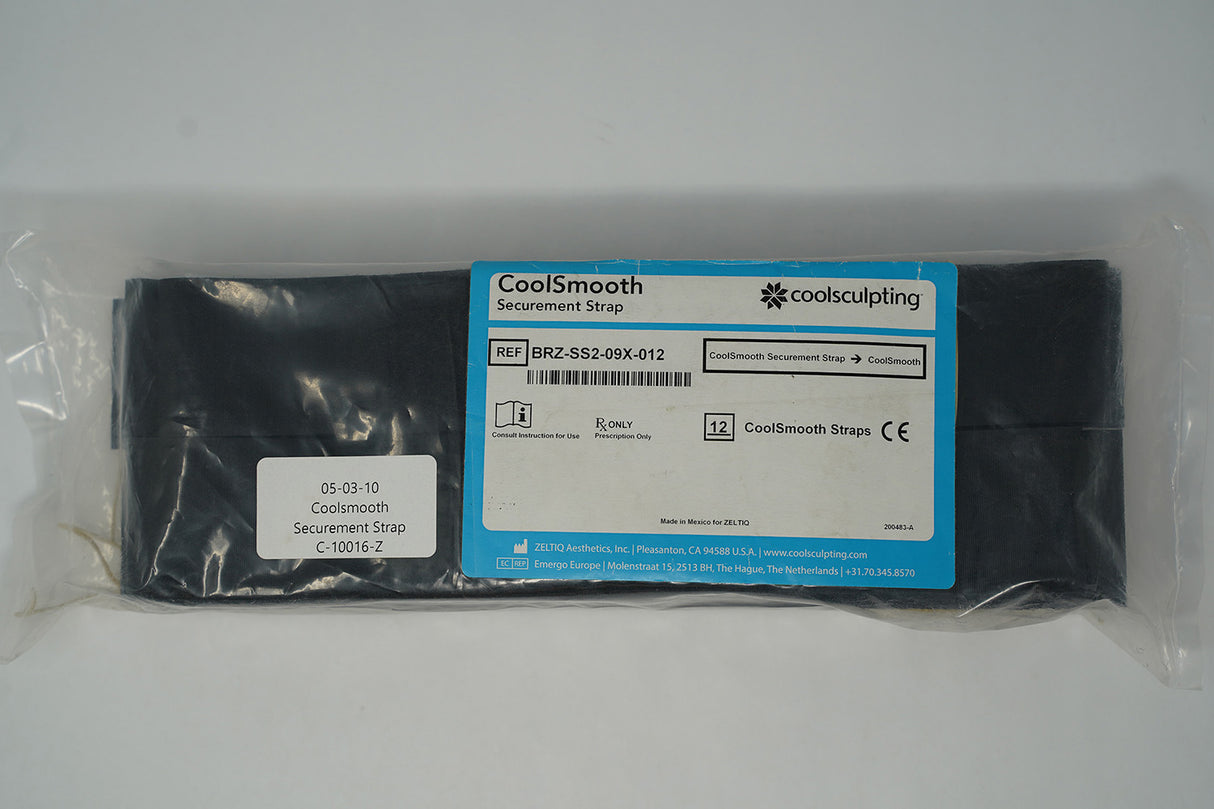 CoolSmooth
Securement Strap
coolsculpting
REF BRZ-SS2-09X-012
CoolSmooth Securement Strap → CoolSmooth
Consult Instruction for Use
Rx ONLY
Prescription Only
12 CoolSmooth Straps CE
Made in Mexico for ZELTIQ
200483-A
ZELTIQ Aesthetics, Inc. | Pleasanton, CA 94588 U.S.A. | www.coolsculpting.com
EC REP Emergo Europe | Molenstraat 15, 2513 BH, The Hague, The Netherlands | +31.70.345.8570
05-03-10
Coolsmooth
Securement Strap
C-10016-Z